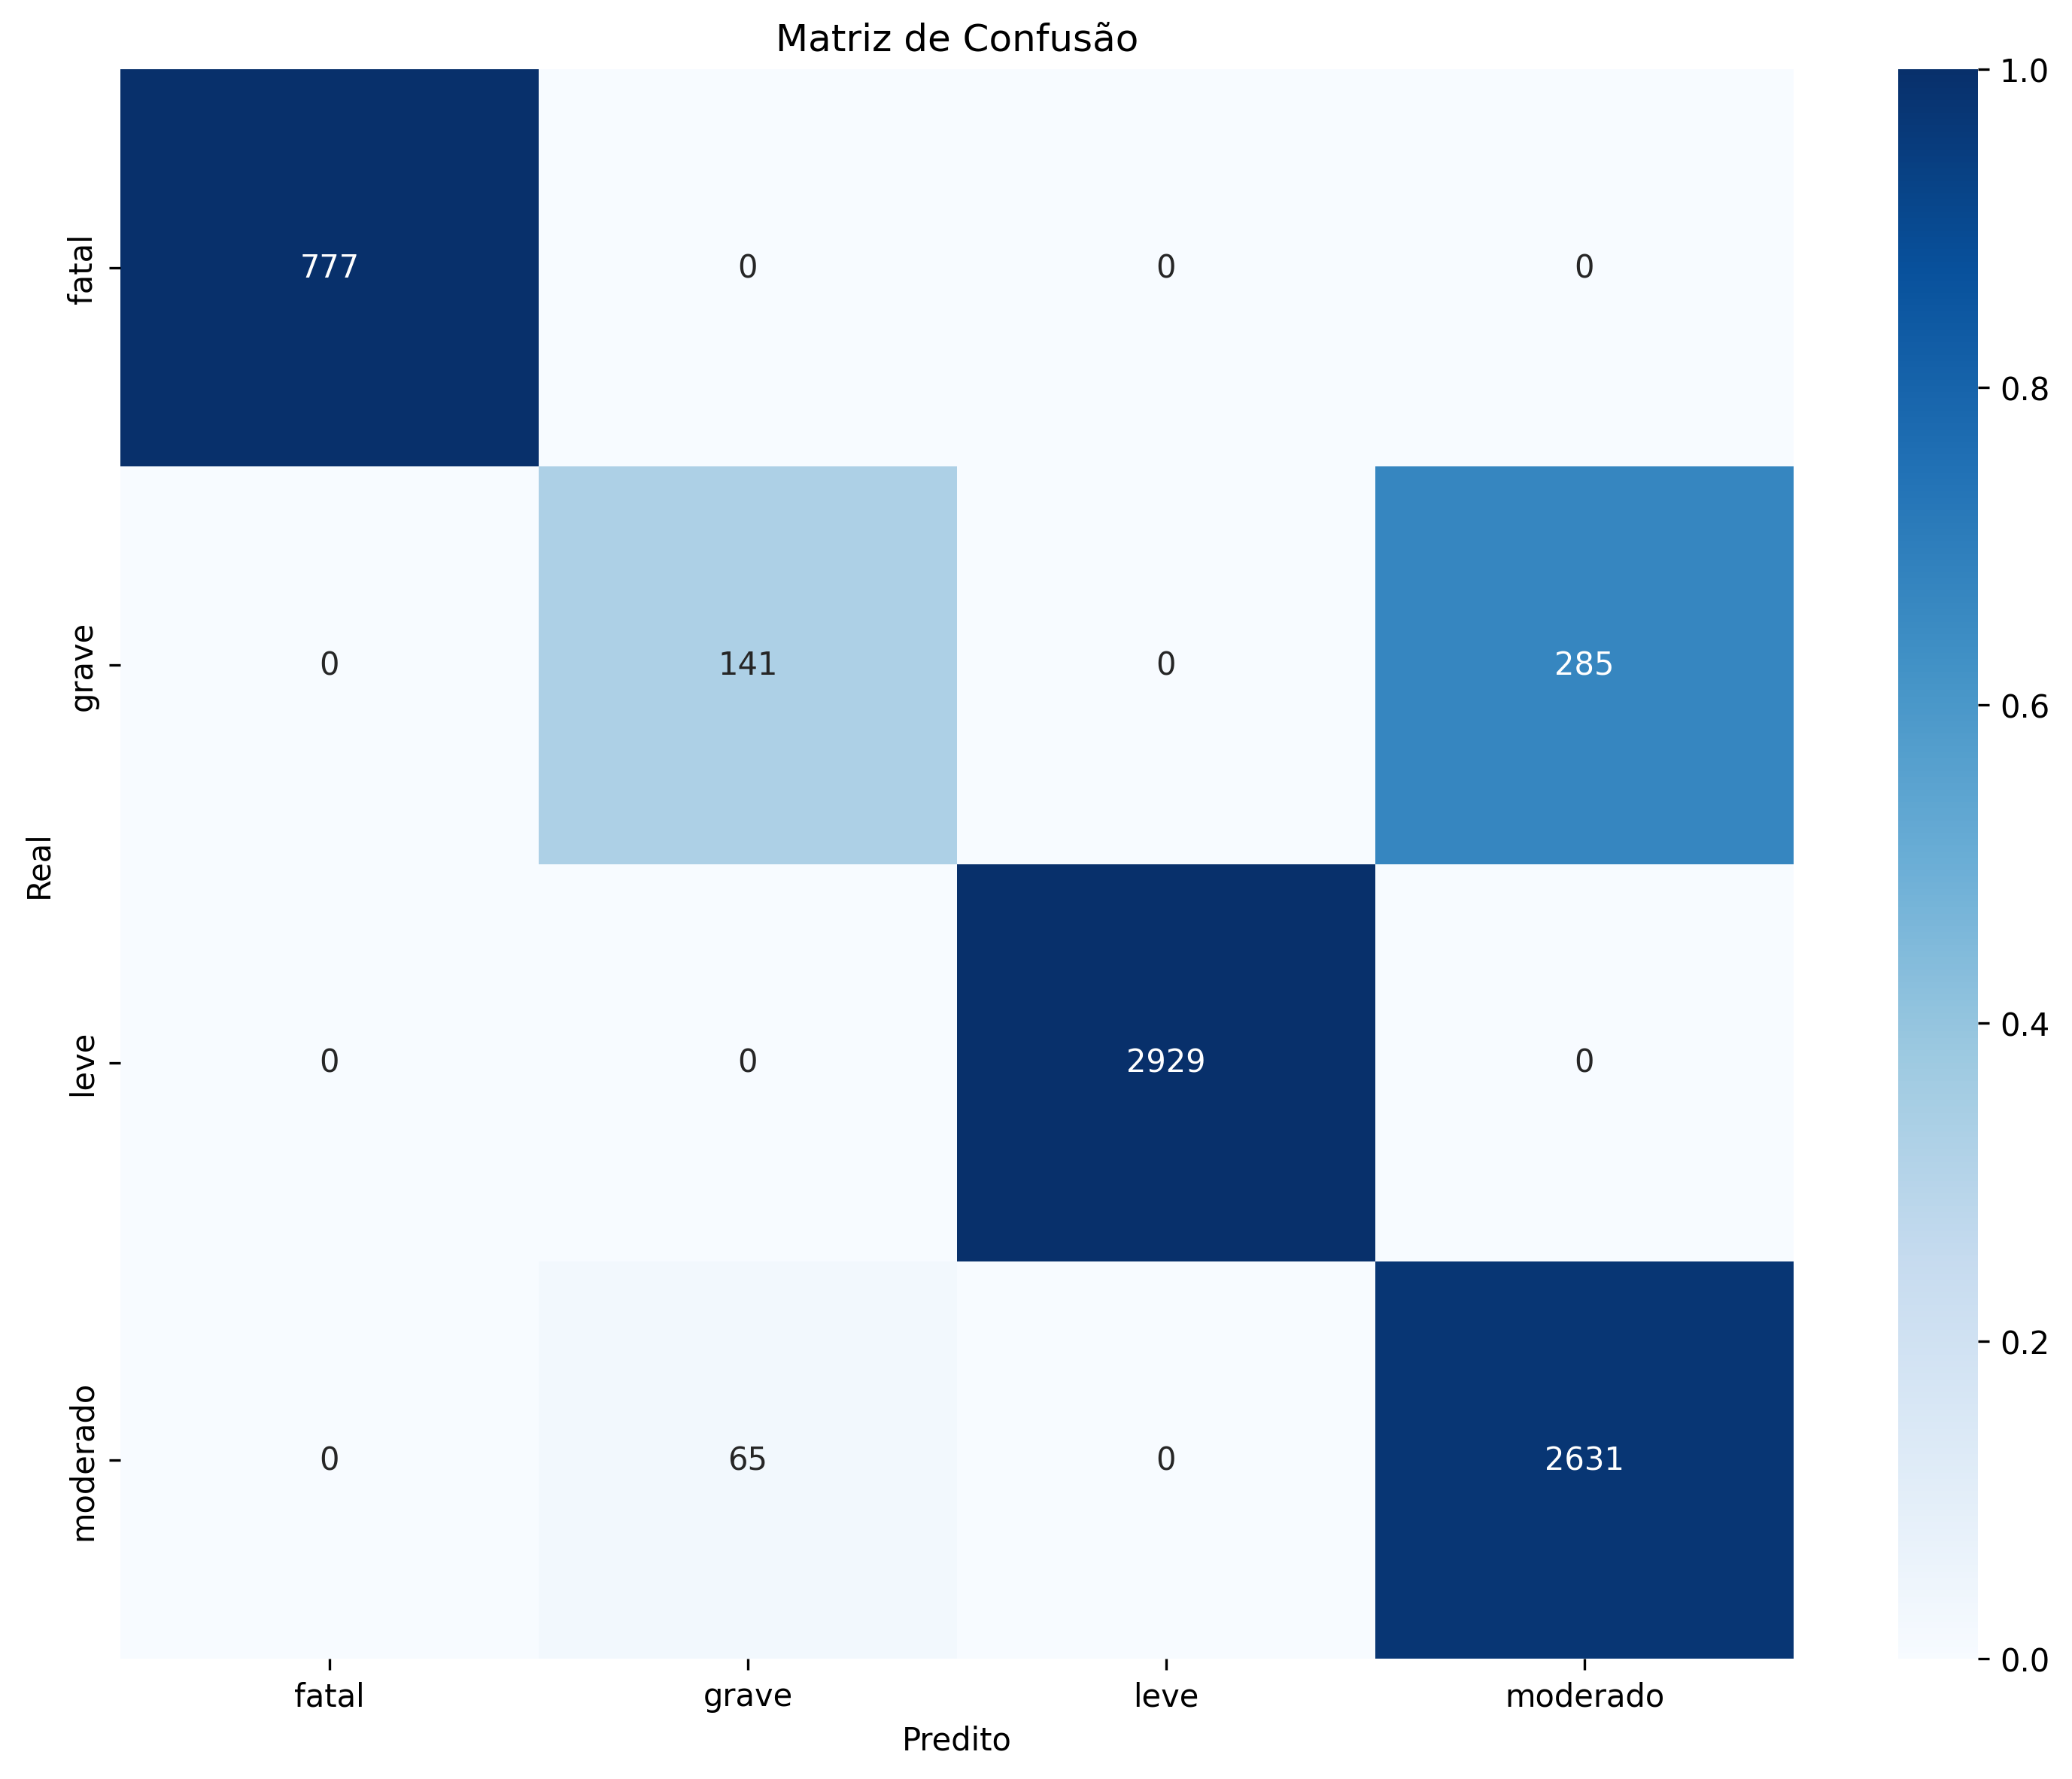 Matriz de Confusão
1.0
0.8
0.6
0.4
0.2
0.0
Real
fatal
777 0 0 0
grave
0 141 0 285
leve
0 0 2929 0
moderado
0 65 0 2631
fatal grave leve moderado
Predito